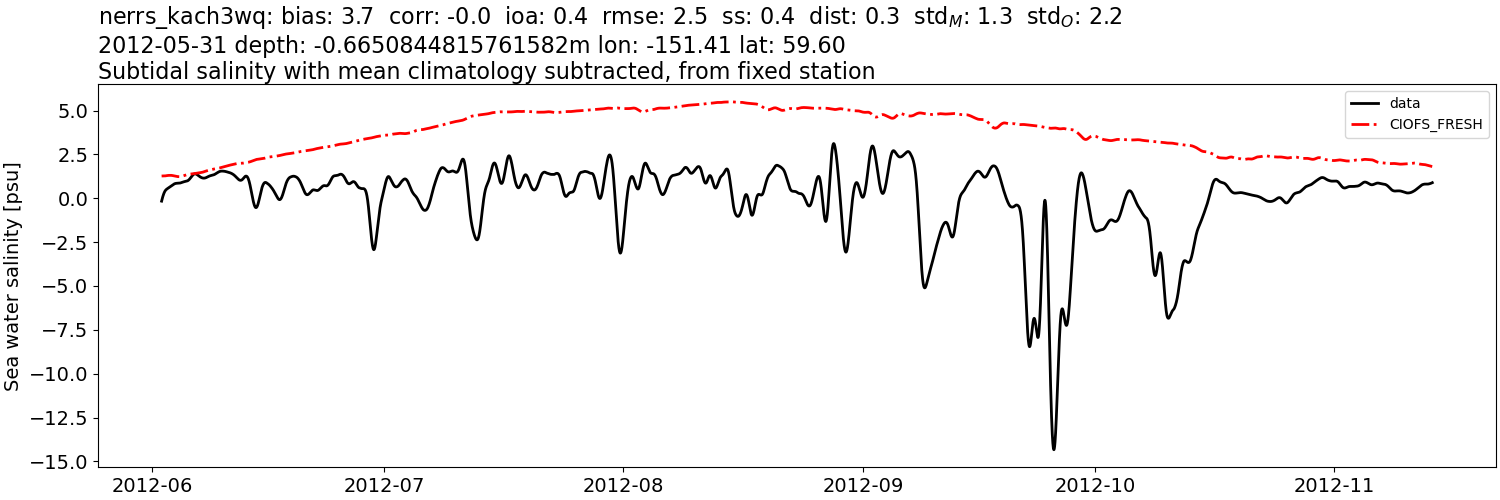 nerrs_kach3wq: bias: 3.7 corr: -0.0 ioa: 0.4 rmse: 2.5 ss: 0.4 dist: 0.3 std_M: 1.3 std_O: 2.2
2012-05-31 depth: -0.6650844815761582m lon: -151.41 lat: 59.60
Subtidal salinity with mean climatology subtracted, from fixed station
data
CIOFS_FRESH
Sea water salinity [psu]
5.0
2.5
0.0
−2.5
−5.0
−7.5
−10.0
−12.5
−15.0
2012-06 2012-07 2012-08 2012-09 2012-10 2012-11